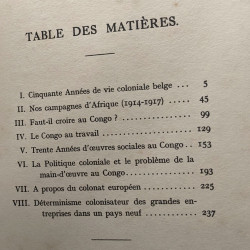 TABLE DES MATIÈRES.
I. Cinquante Années de vie coloniale belge . . 5
II. Nos campagnes d'Afrique (1914-1917) . . 45
III. Faut-il croire au Congo ? . . . . . 99
IV. Le Congo au travail . . . . . . 129
V. Trente Années d'œuvres sociales au Congo . 153
VI. La Politique coloniale et le problème de la
main-d'œuvre au Congo . . . . . 193
VII. A propos du colonat européen . . . . 225
VIII. Déterminisme colonisateur des grandes en-
treprises dans un pays neuf . . . . 237